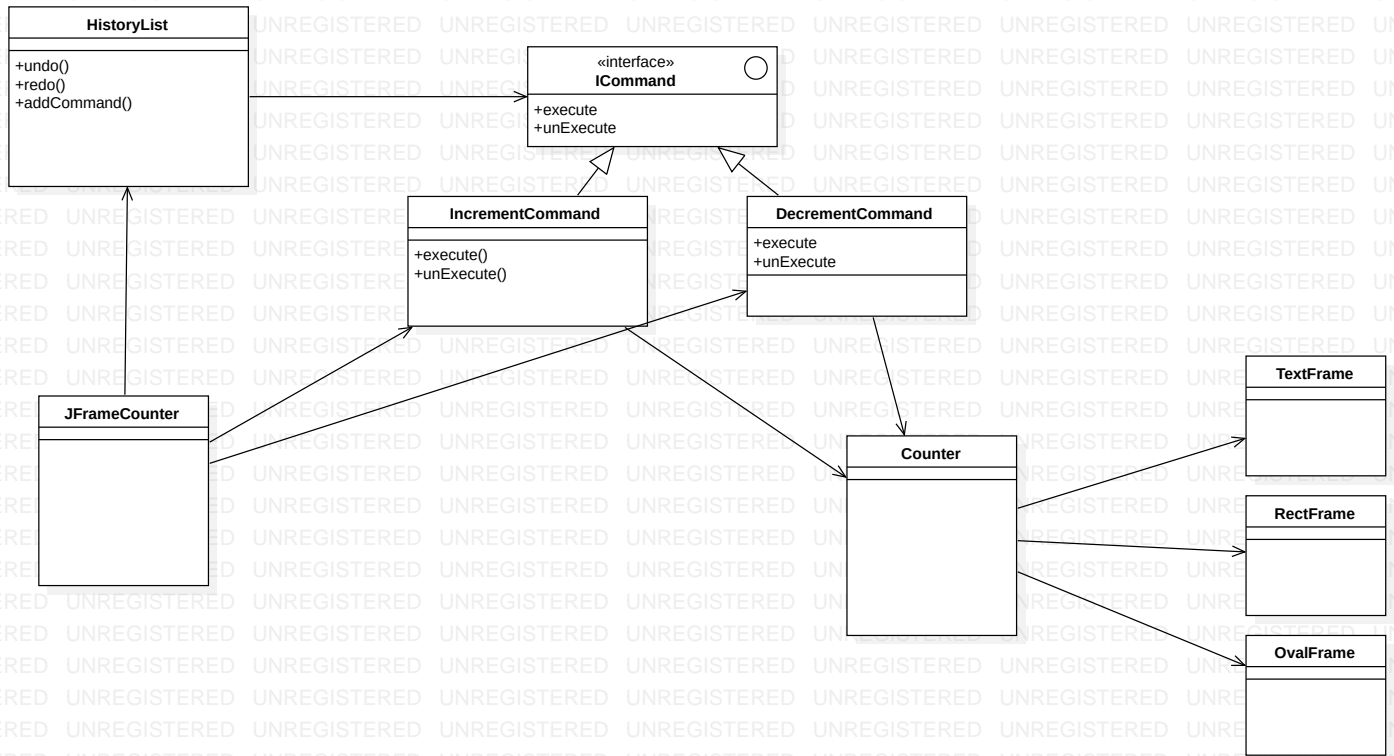 HistoryList
+undo()
+redo()
+addCommand()
«interface»
ICommand
+execute
+unExecute
IncrementCommand
+execute()
+unExecute()
DecrementCommand
+execute
+unExecute
JFrameCounter
Counter
TextFrame
RectFrame
OvalFrame
UNREGISTERED